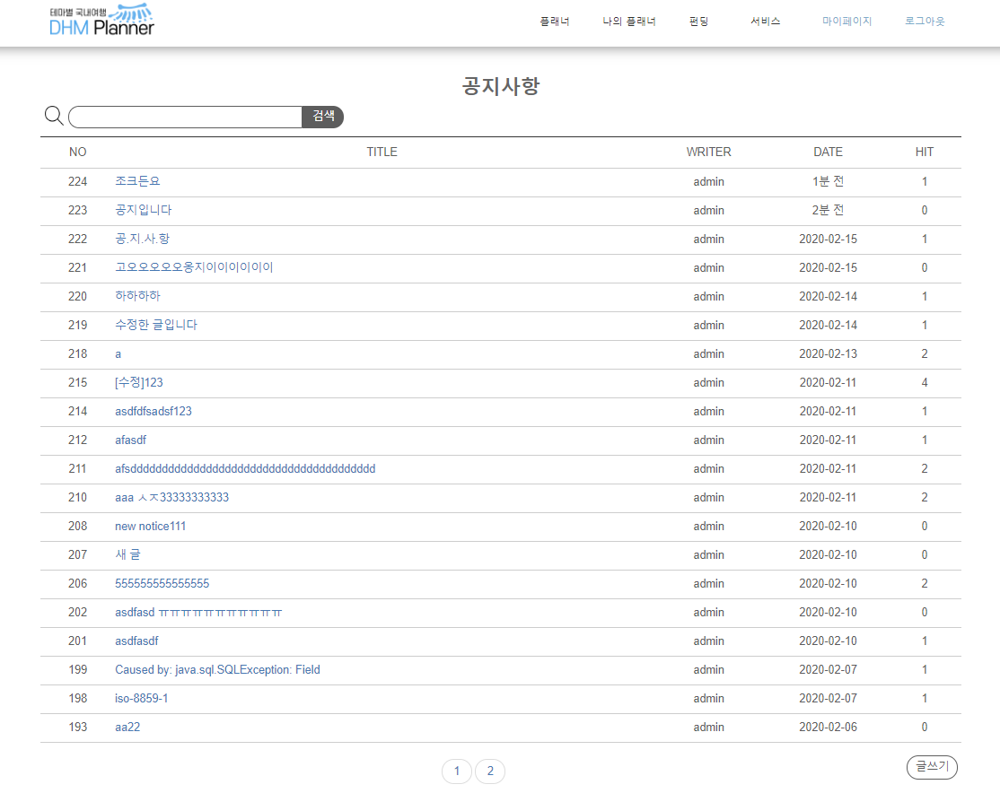 테마별 국내여행
DHM Planner
플래너 나의 플래너 펀딩 서비스 마이페이지 로그아웃
공지사항
검색
NO TITLE WRITER DATE HIT
224 조크든요 admin 1분 전 1
223 공지입니다 admin 2분 전 0
222 공.지.사.항 admin 2020-02-15 1
221 고오오오오오옹지이이이이이이 admin 2020-02-15 0
220 하하하하 admin 2020-02-14 1
219 수정한 글입니다 admin 2020-02-14 1
218 a admin 2020-02-13 2
215 [수정]123 admin 2020-02-11 4
214 asdfdfsadsf123 admin 2020-02-11 1
212 afasdf admin 2020-02-11 1
211 afsddddddddddddddddddddddddddddddddddddddd admin 2020-02-11 2
210 aaa ㅅㅈ33333333333 admin 2020-02-11 2
208 new notice111 admin 2020-02-10 0
207 새 글 admin 2020-02-10 0
206 555555555555555 admin 2020-02-10 2
202 asdfasd ㅠㅠㅠㅠㅠㅠㅠㅠㅠㅠㅠ admin 2020-02-10 0
201 asdfasdf admin 2020-02-10 1
199 Caused by: java.sql.SQLException: Field admin 2020-02-07 1
198 iso-8859-1 admin 2020-02-07 1
193 aa22 admin 2020-02-06 0
1 2 글쓰기